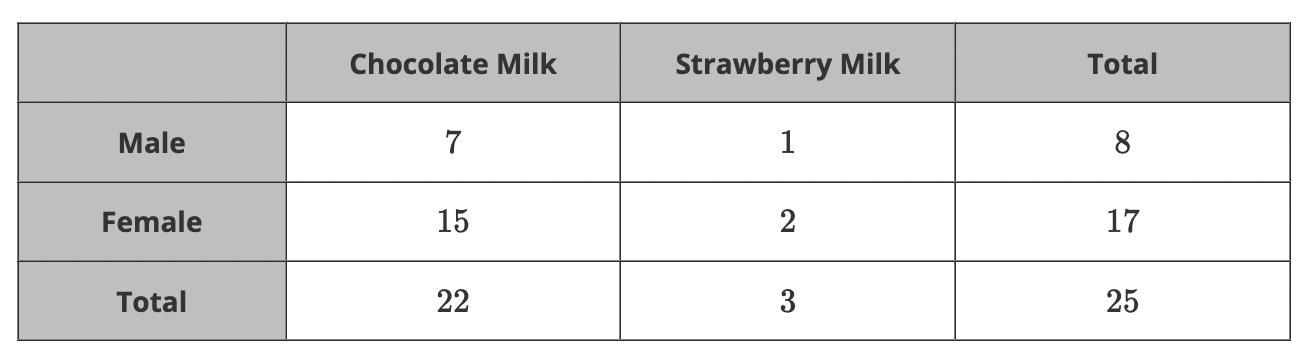 Chocolate Milk Strawberry Milk Total
Male 7 1 8
Female 15 2 17
Total 22 3 25